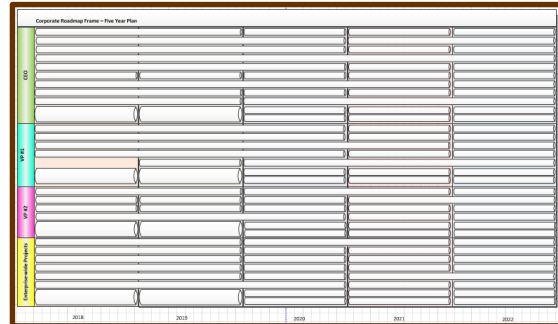 Corporate Roadmap Frame – Five Year Plan
CEO
VP #1
VP #2
Enterprise-wide Projects
2018 2019 2020 2021 2022